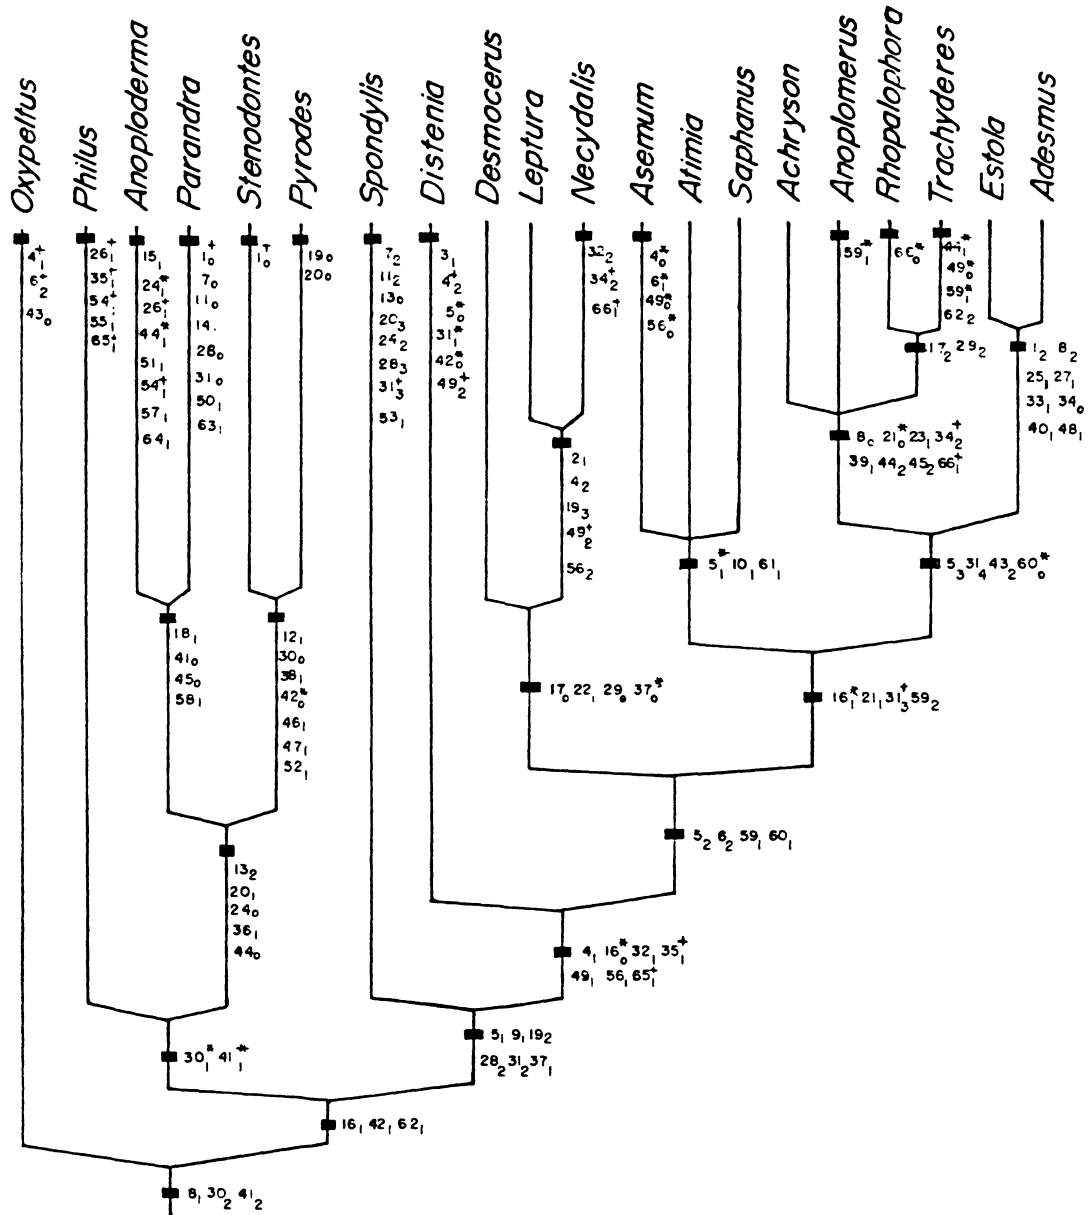 Oxypeltus
Philus
Anoploderma
Parandra
Stenodontes
Pyrodes
Spondylis
Distenia
Desmocerus
Leptura
Necydalis
Asemum
Atimia
Saphanus
Achryson
Anoplomerus
Rhopalophora
Trachyderes
Estola
Adesmus
4₁⁺
6₂⁺
43₀
26₁⁺
35₁⁺
54₁⁺
55₁
65₁⁺
15₁
24₁*
26₁⁺
44₁*
51₁
54₁⁺
57₁
64₁
1₀⁺
7₀
11₀
14₁
28₀
31₀
50₁
63₁
1₀⁺
19₀
20₀
7₂
11₂
13₀
20₃
24₂
28₃
31₃⁺
53₁
3₁
4₂⁺
5₀*
31₁*
42₀*
49₂⁺
32₂
34₂⁺
66₁⁺
4₀*
6₁*
49₀*
56₀*
59₁*
60₀*
44₁*
49₀*
59₁*
62₂
17₂ 29₂
1₂ 8₂
25₁ 27₁
33₁ 34₀
40₁ 48₁
8₀ 21₀* 23₁ 34₂⁺
39₁ 44₂ 45₂ 66₁⁺
2₁
4₂
19₃
49₂⁺
56₂
5₁* 10₁ 61₁
5₃ 31₄ 43₂ 60₀*
18₁
41₀
45₀
58₁
12₁
30₀
38₁
42₀*
46₁
47₁
52₁
17₀ 22₁ 29₀ 37₀*
16₁* 21₁ 31₃⁺ 59₂
5₂ 6₂ 59₁ 60₁
13₂
20₁
24₀
36₁
44₀
4₁ 16₀* 32₁ 35₁⁺
49₁ 56₁ 65₁⁺
5₁ 9₁ 19₂
28₂ 31₂ 37₁
30₁* 41₁*
16₁ 42₁ 62₁
8₁ 30₂ 41₂